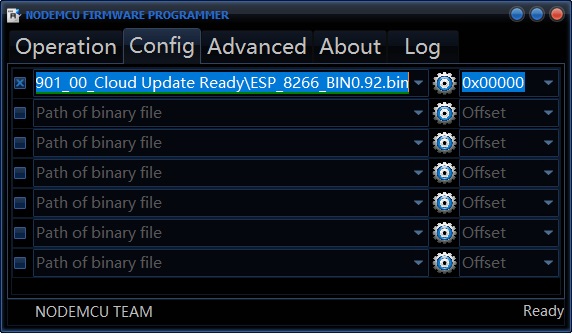 NODEMCU FIRMWARE PROGRAMMER
Operation Config Advanced About Log
901_00_Cloud Update Ready\ESP_8266_BIN0.92.bin 0x00000
Path of binary file Offset
Path of binary file Offset
Path of binary file Offset
Path of binary file Offset
Path of binary file Offset
Path of binary file Offset
NODEMCU TEAM Ready